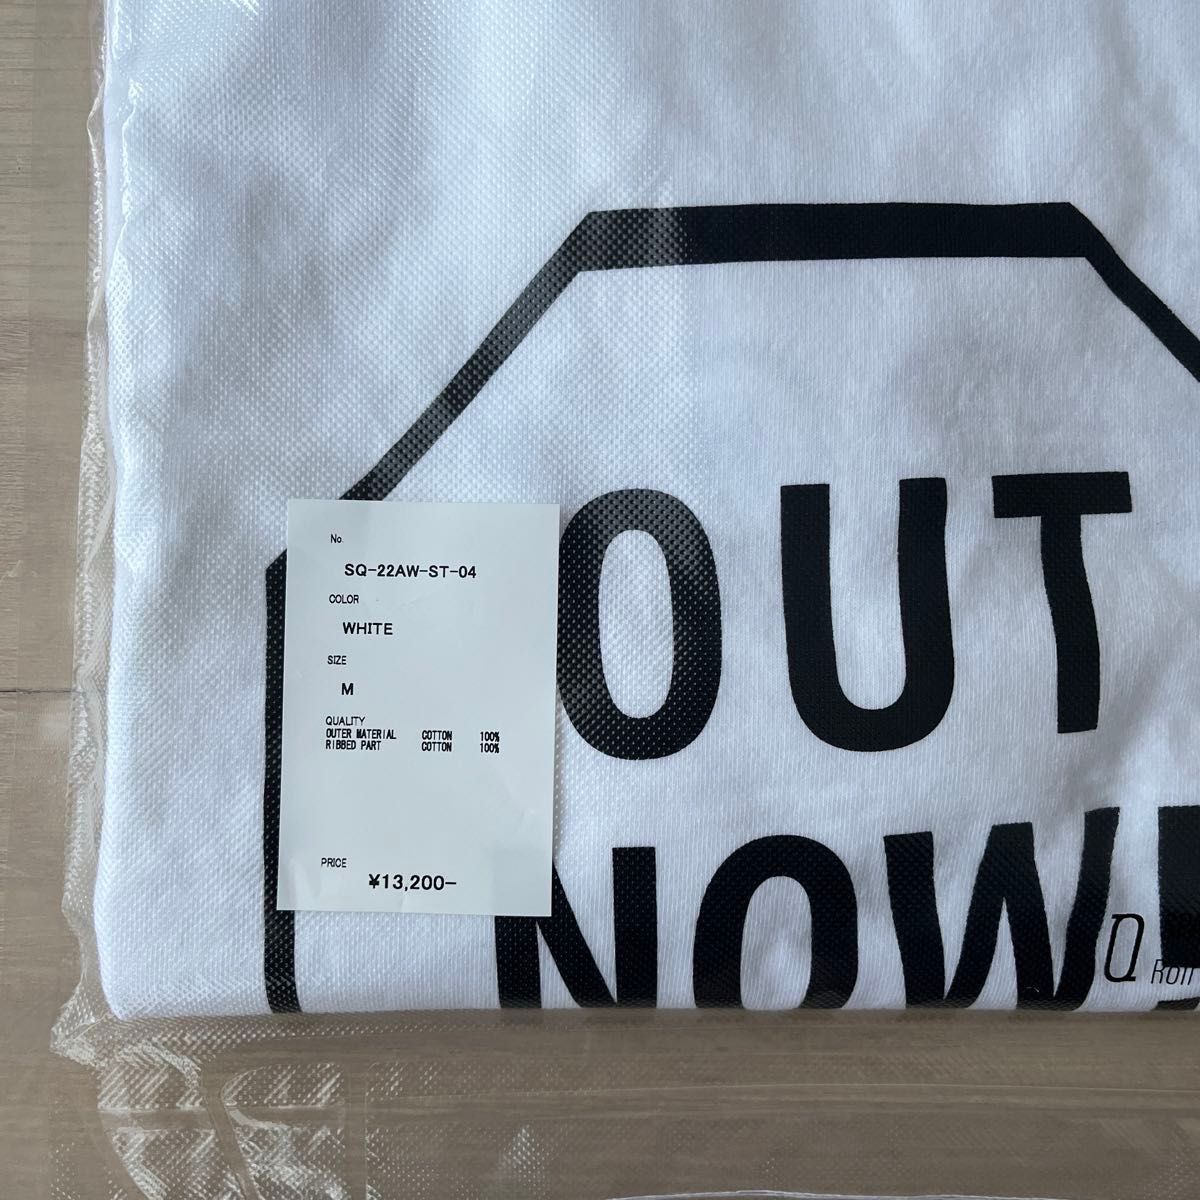 OUT
NOW
No.
SQ-22AW-ST-04
COLOR
WHITE
SIZE
M
QUALITY
OUTER MATERIAL COTTON 100%
RIBBED PART COTTON 100%
PRICE
¥13,200-
Q
Roll